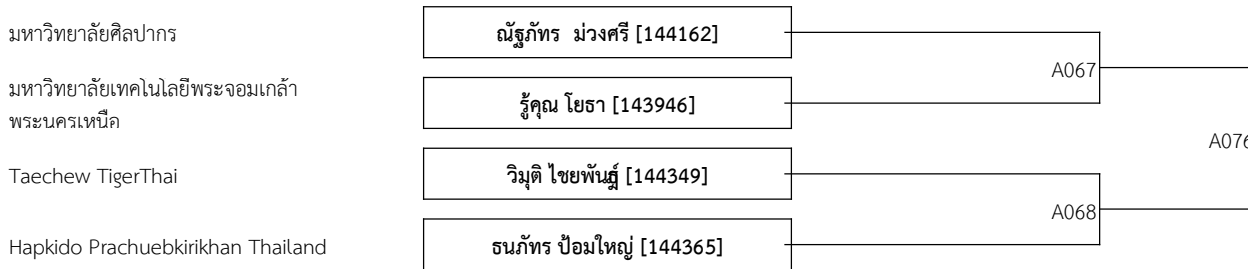 มหาวิทยาลัยศิลปากร
ณัฐภัทร ม่วงศรี [144162]
A067
มหาวิทยาลัยเทคโนโลยีพระจอมเกล้า
พระนครเหนือ
รู้คุณ โยธา [143946]
A076
Taechew TigerThai
วิมุติ ไชยพันธุ์ [144349]
A068
Hapkido Prachuebkirikhan Thailand
ธนภัทร ป้อมใหญ่ [144365]